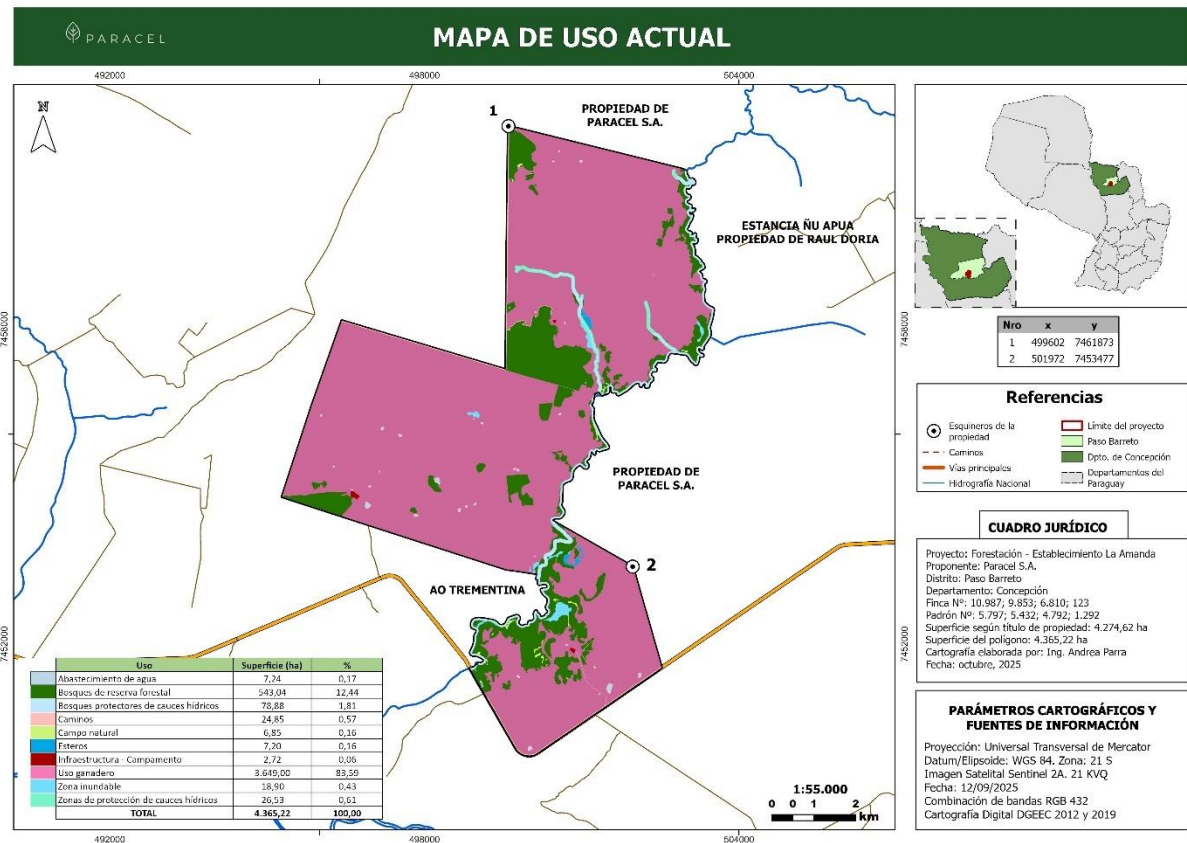 PARACEL
MAPA DE USO ACTUAL
492000
498000
504000
N
1
PROPIEDAD DE
PARACEL S.A.
ESTANCIA ÑU APUA
PROPIEDAD DE RAUL DORIA
7458000
7458000
PROPIEDAD DE
PARACEL S.A.
2
AO TREMENTINA
7452000
7452000
Uso Superficie (ha) %
Abastecimiento de agua 7,24 0,17
Bosques de reserva forestal 543,04 12,44
Bosques protectores de cauces hídricos 78,88 1,81
Caminos 24,85 0,57
Campo natural 6,85 0,16
Esteros 7,20 0,16
Infraestructura - Campamento 2,72 0,06
Uso ganadero 3.649,00 83,59
Zona inundable 18,90 0,43
Zonas de protección de cauces hídricos 26,53 0,61
TOTAL 4.365,22 100,00
1:55.000
0 0 1 2
km
492000
498000
504000
Nro x y
1 499602 7461873
2 501972 7453477
Referencias
Esquineros de la
propiedad
Caminos
Vías principales
Hidrografía Nacional
Límite del proyecto
Paso Barreto
Dpto. de Concepción
Departamentos del
Paraguay
CUADRO JURÍDICO
Proyecto: Forestación - Establecimiento La Amanda
Proponente: Paracel S.A.
Distrito: Paso Barreto
Departamento: Concepción
Finca Nº: 10.987; 9.853; 6.810; 123
Padrón Nº: 5.797; 5.432; 4.792; 1.292
Superficie según título de propiedad: 4.274,62 ha
Superficie del polígono: 4.365,22 ha
Cartografía elaborada por: Ing. Andrea Parra
Fecha: octubre, 2025
PARÁMETROS CARTOGRÁFICOS Y
FUENTES DE INFORMACIÓN
Proyección: Universal Transversal de Mercator
Datum/Elipsoide: WGS 84. Zona: 21 S
Imagen Satelital Sentinel 2A. 21 KVQ
Fecha: 12/09/2025
Combinación de bandas RGB 432
Cartografía Digital DGEEC 2012 y 2019